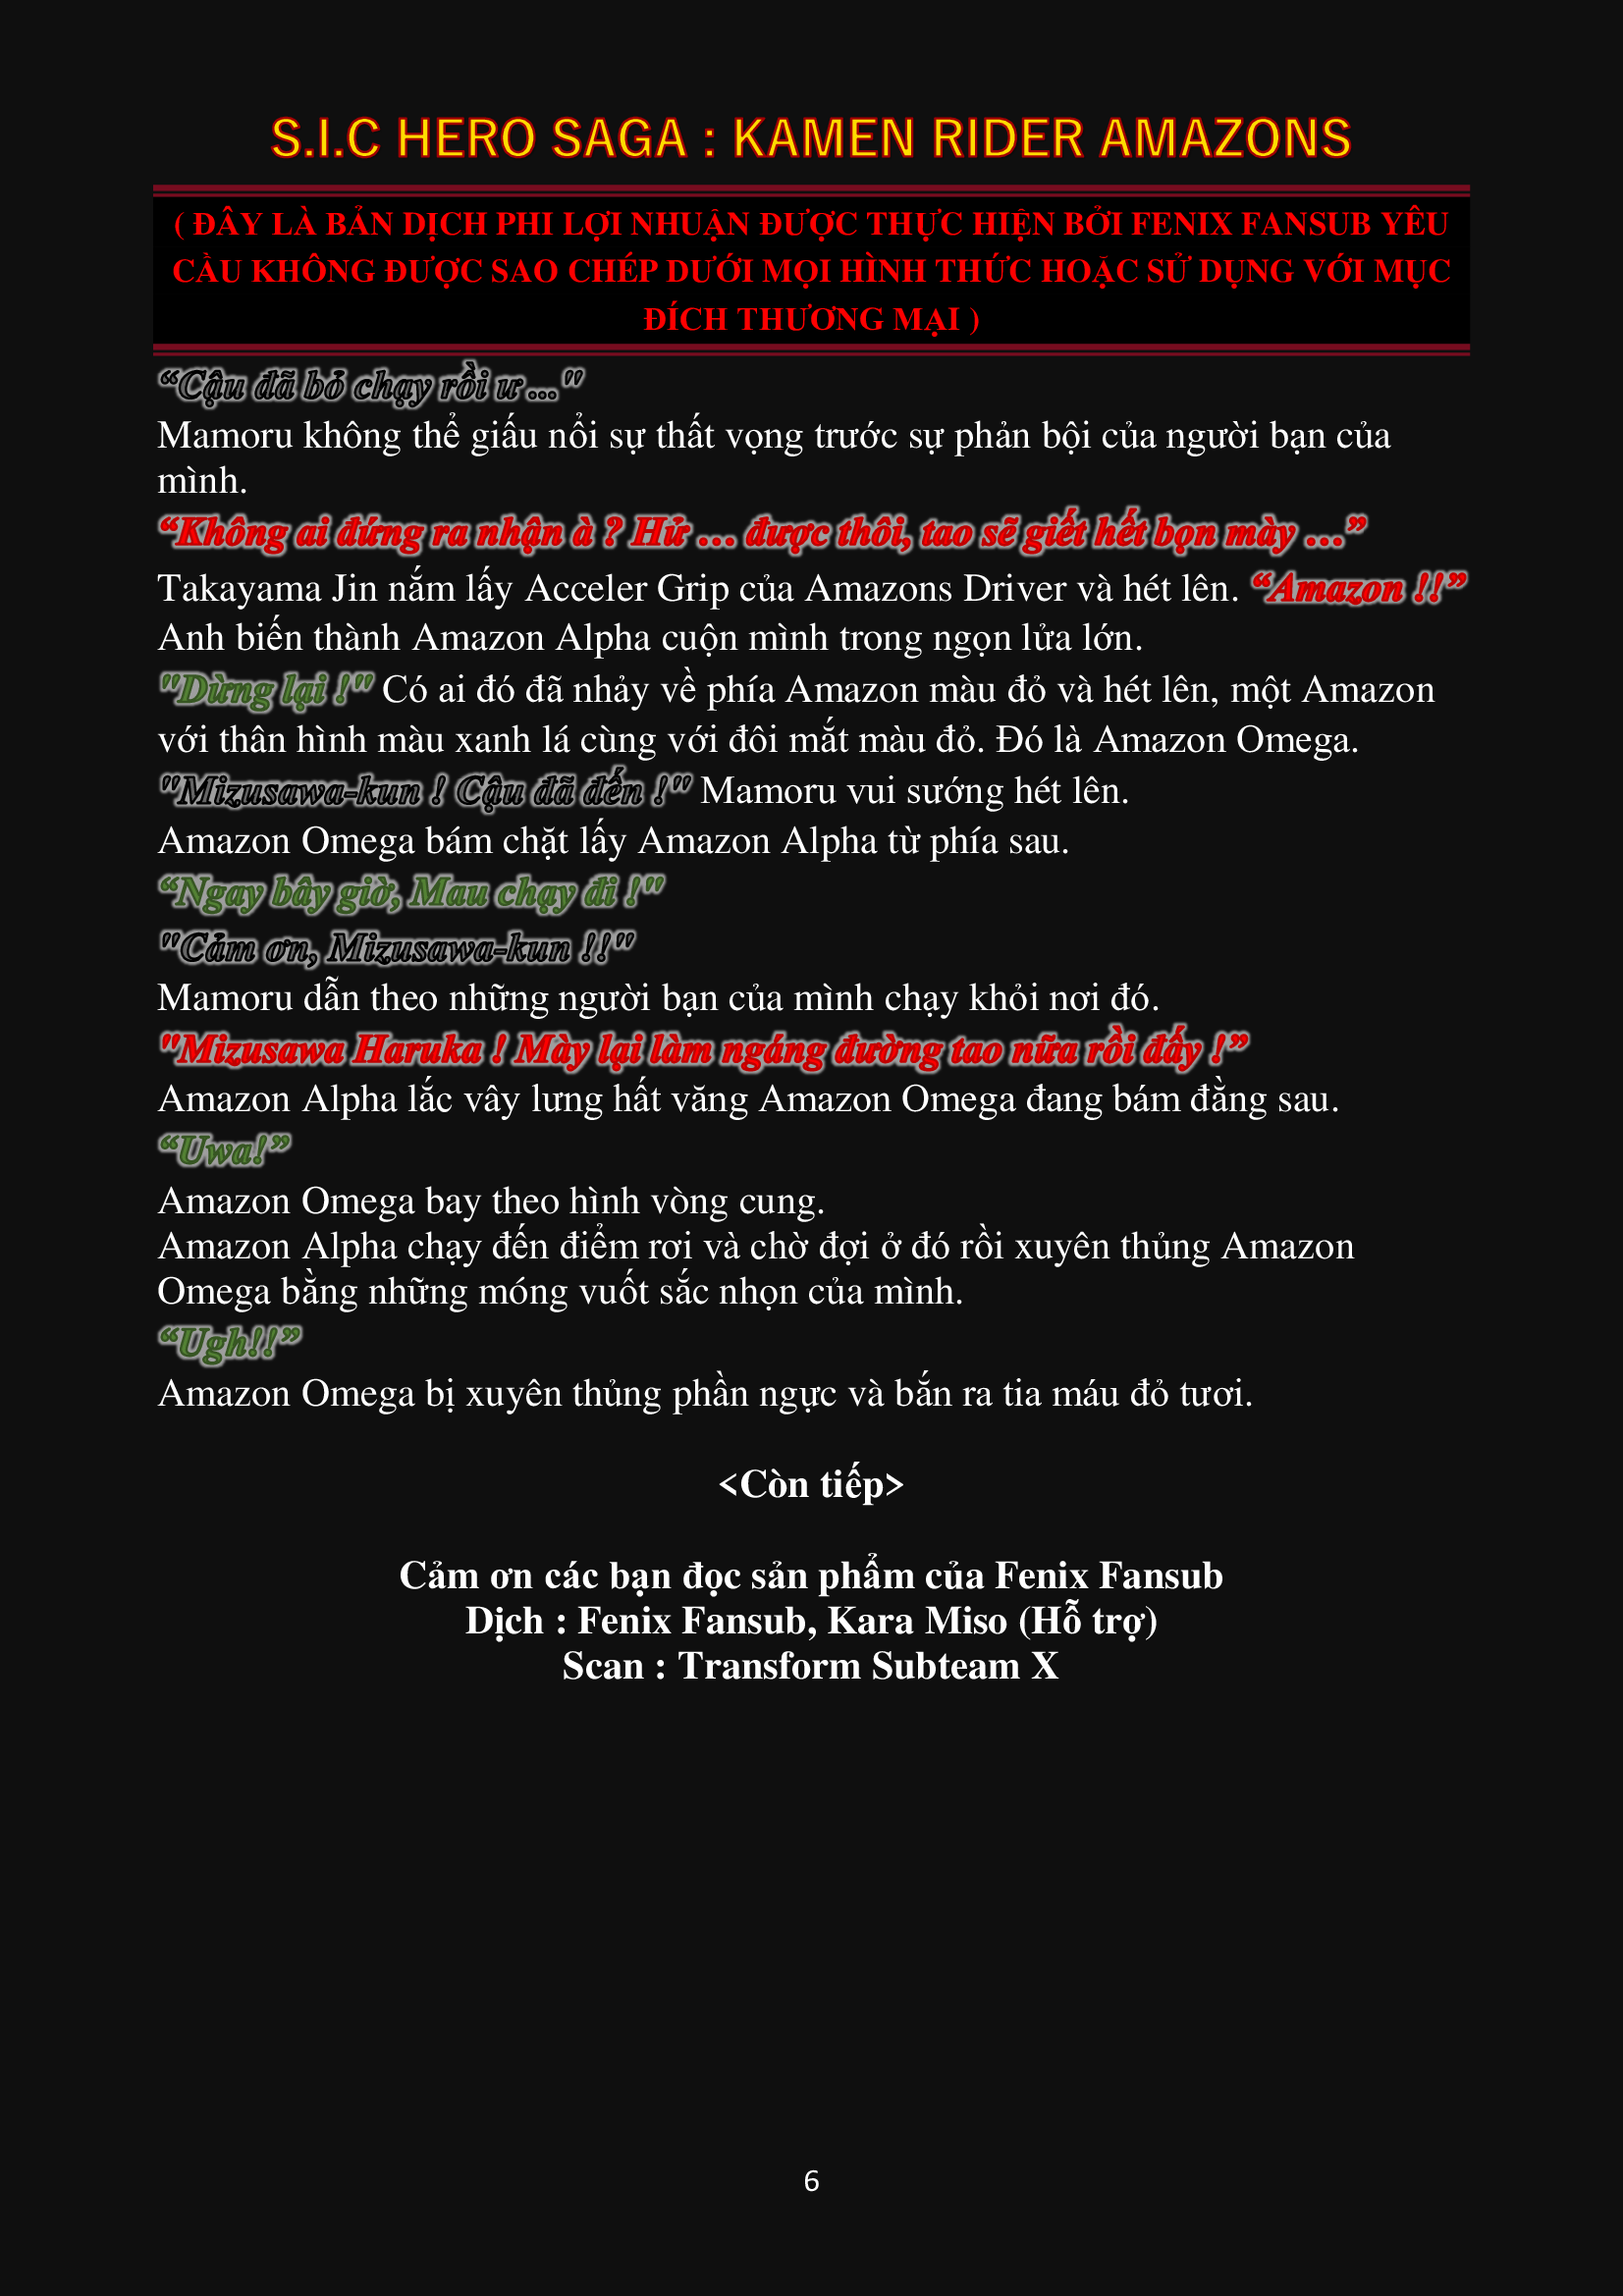 S.I.C HERO SAGA : KAMEN RIDER AMAZONS
( ĐÂY LÀ BẢN DỊCH PHI LỢI NHUẬN ĐƯỢC THỰC HIỆN BỞI FENIX FANSUB YÊU
CẦU KHÔNG ĐƯỢC SAO CHÉP DƯỚI MỌI HÌNH THỨC HOẶC SỬ DỤNG VỚI MỤC
ĐÍCH THƯƠNG MẠI )
“Cậu đã bỏ chạy rồi ư ..."
Mamoru không thể giấu nổi sự thất vọng trước sự phản bội của người bạn của
mình.
“Không ai đứng ra nhận à ? Hử … được thôi, tao sẽ giết hết bọn mày …”
Takayama Jin nắm lấy Acceler Grip của Amazons Driver và hét lên. “Amazon !!”
Anh biến thành Amazon Alpha cuộn mình trong ngọn lửa lớn.
"Dừng lại !" Có ai đó đã nhảy về phía Amazon màu đỏ và hét lên, một Amazon
với thân hình màu xanh lá cùng với đôi mắt màu đỏ. Đó là Amazon Omega.
"Mizusawa-kun ! Cậu đã đến !" Mamoru vui sướng hét lên.
Amazon Omega bám chặt lấy Amazon Alpha từ phía sau.
“Ngay bây giờ, Mau chạy đi !"
"Cảm ơn, Mizusawa-kun !!"
Mamoru dẫn theo những người bạn của mình chạy khỏi nơi đó.
"Mizusawa Haruka ! Mày lại làm ngáng đường tao nữa rồi đấy !”
Amazon Alpha lắc vây lưng hất văng Amazon Omega đang bám đằng sau.
“Uwa!”
Amazon Omega bay theo hình vòng cung.
Amazon Alpha chạy đến điểm rơi và chờ đợi ở đó rồi xuyên thủng Amazon
Omega bằng những móng vuốt sắc nhọn của mình.
“Ugh!!”
Amazon Omega bị xuyên thủng phần ngực và bắn ra tia máu đỏ tươi.
<Còn tiếp>
Cảm ơn các bạn đọc sản phẩm của Fenix Fansub
Dịch : Fenix Fansub, Kara Miso (Hỗ trợ)
Scan : Transform Subteam X
6